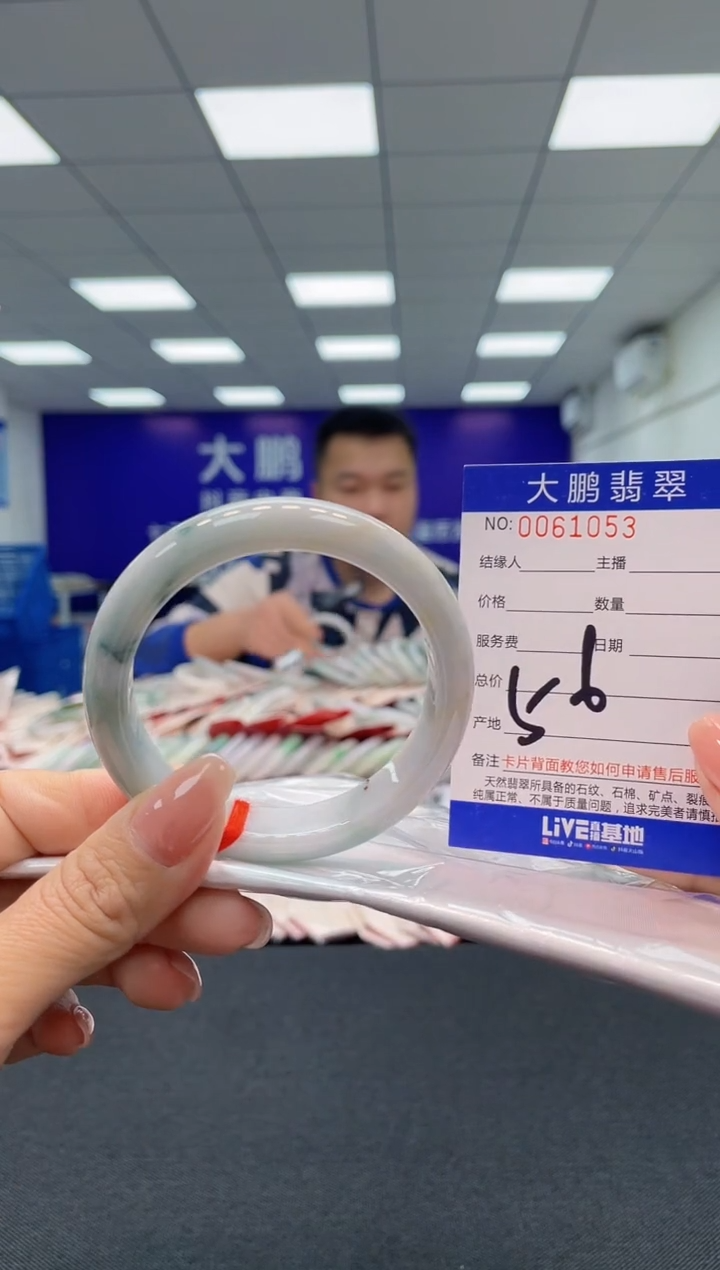 大鹏
大鹏翡翠
NO: 0061053
结缘人 主播
价格 数量
服务费 日期
总价
产地
56
备注 卡片背面教您如何申请售后服
天然翡翠所具备的石纹、石棉、矿点、裂
纯属正常、不属于质量问题，追求完美者请慎
LiVE直播基地